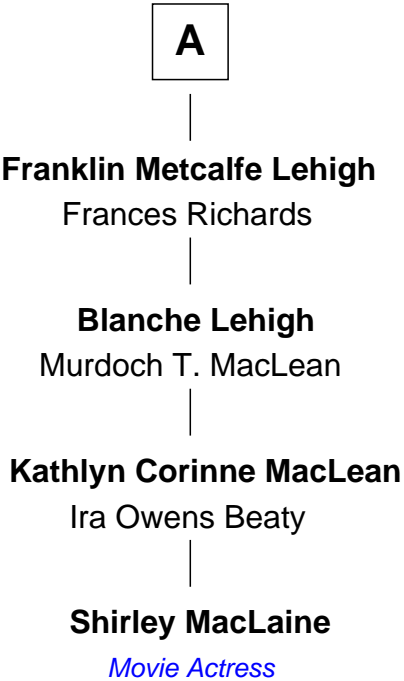 A
Franklin Metcalfe Lehigh
Frances Richards
Blanche Lehigh
Murdoch T. MacLean
Kathlyn Corinne MacLean
Ira Owens Beaty
Shirley MacLaine
Movie Actress